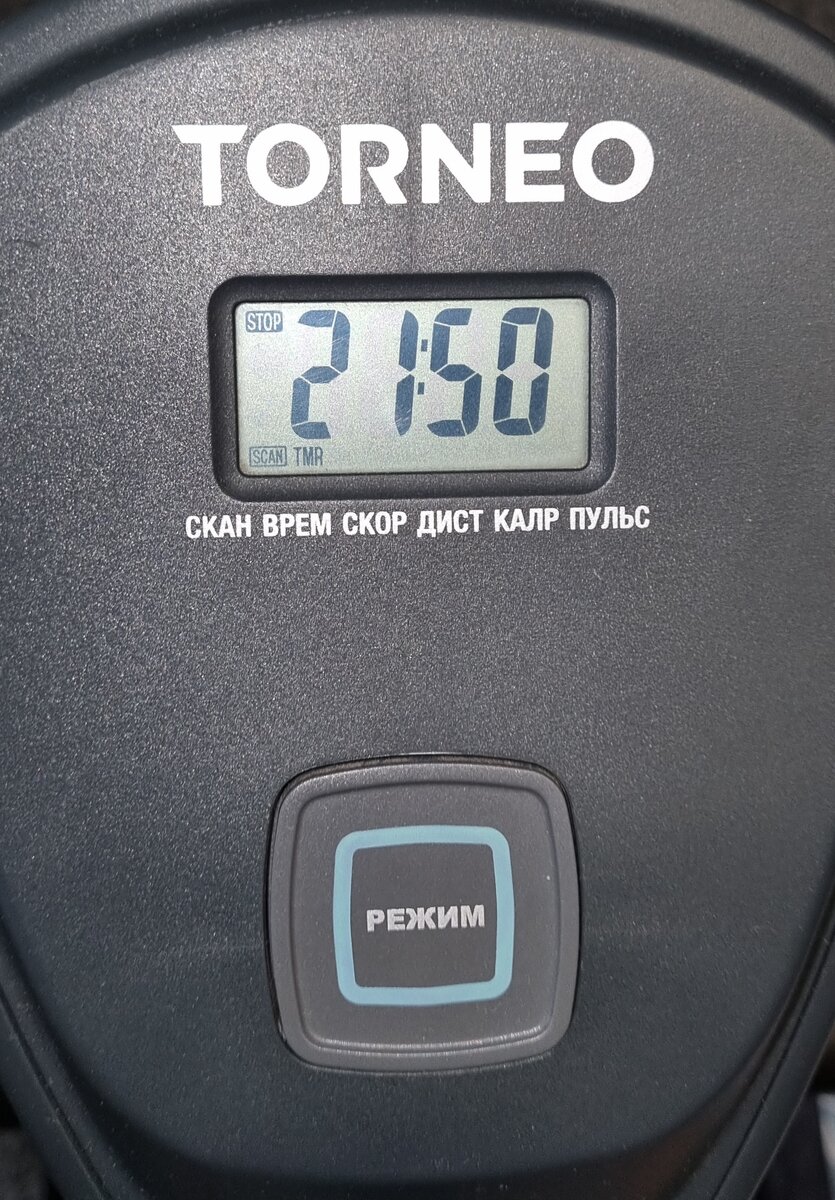 TORNEO
STOP
21:50
SCAN TMR
СКАН ВРЕМ СКОР ДИСТ КАЛР ПУЛЬС
РЕЖИМ